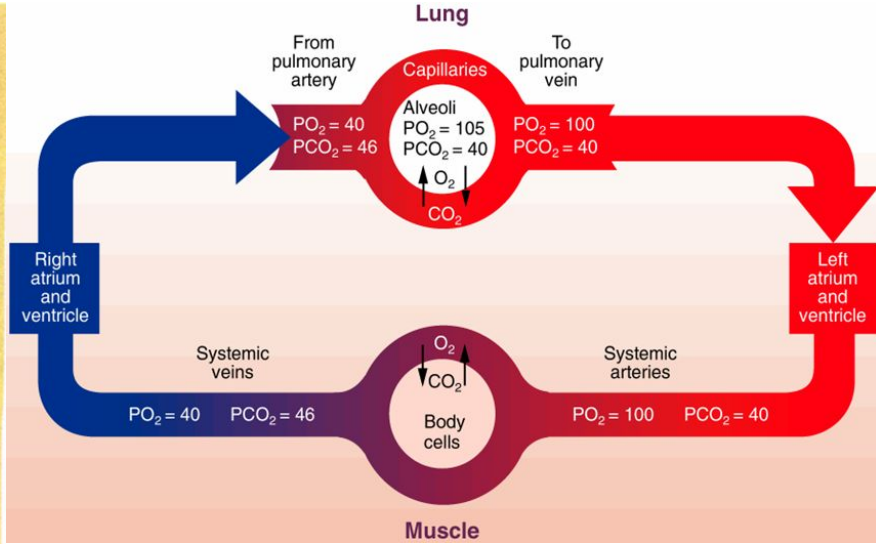 Lung
From
pulmonary
artery
Capillaries
To
pulmonary
vein
PO₂ = 40
PCO₂ = 46
Alveoli
PO₂ = 105
PCO₂ = 40
O₂
CO₂
PO₂ = 100
PCO₂ = 40
Right
atrium
and
ventricle
Left
atrium
and
ventricle
Systemic
veins
O₂
CO₂
Body
cells
Systemic
arteries
PO₂ = 40 PCO₂ = 46
PO₂ = 100 PCO₂ = 40
Muscle